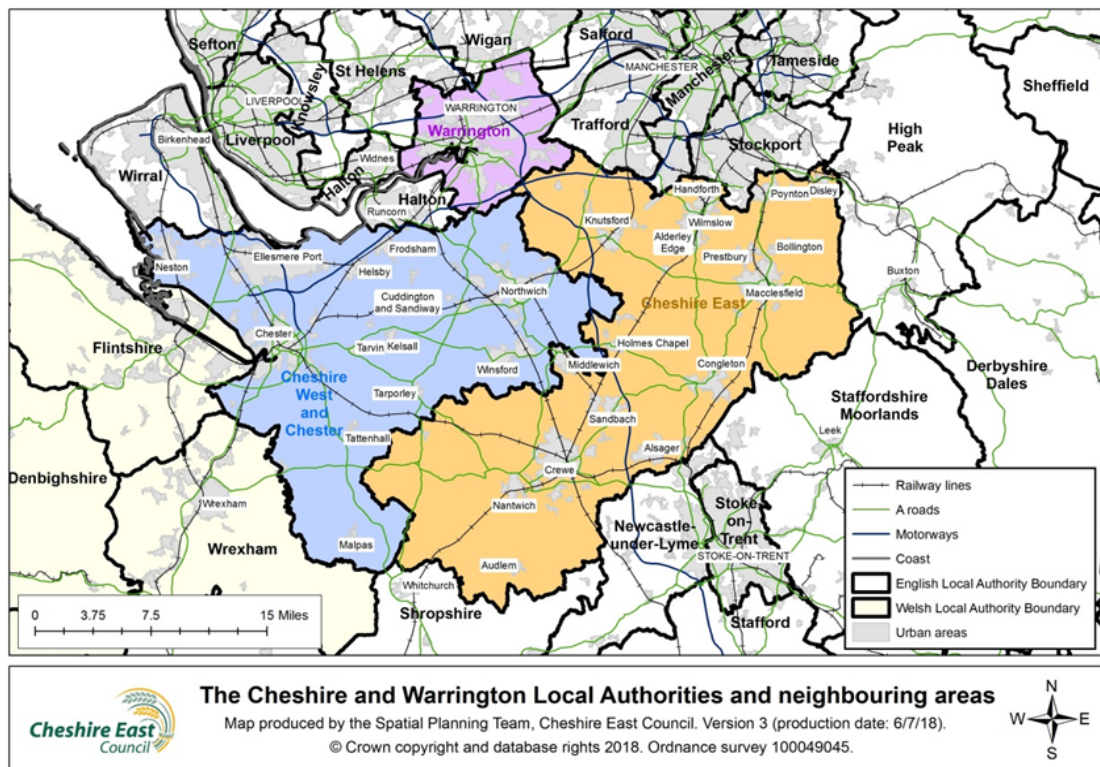 Sefton
Wigan
Salford
Tameside
MANCHESTER
Manchester
St Helens
Knowsley
Sheffield
LIVERPOOL
WARRINGTON
Warrington
Trafford
High
Peak
Birkenhead
Liverpool
Stockport
Widnes
Halton
Wirral
Halton
Runcorn
Handforth
Poynton
Disley
Knutsford
Wilmslow
Alderley
Edge
Prestbury
Bollington
Frodsham
Ellesmere Port
Neston
Helsby
Buxton
Northwich
Cuddington
and Sandiway
Gheshire East
Macclesfield
Chester
Flintshire
Tarvin
Kelsall
Holmes Chapel
Winsford
Middlewich
Congleton
Derbyshire
Dales
Cheshire
West
and
Chester
Tarporley
Staffordshire
Moorlands
Sandbach
Leek
Tattenhall
Alsager
Crewe
Denbighshire
Nantwich
Wrexham
Newcastle-
under-Lyme
Stoke-
on-
Trent
Wrexham
Malpas
STOKE-ON-TRENT
Audlem
Whitchurch
Shropshire
Stafford
Railway lines
A roads
Motorways
Coast
English Local Authority Boundary
Welsh Local Authority Boundary
Urban areas
0 3.75 7.5 15 Miles
Cheshire East
Council
The Cheshire and Warrington Local Authorities and neighbouring areas
Map produced by the Spatial Planning Team, Cheshire East Council. Version 3 (production date: 6/7/18).
© Crown copyright and database rights 2018. Ordnance survey 100049045.
N
W E
S